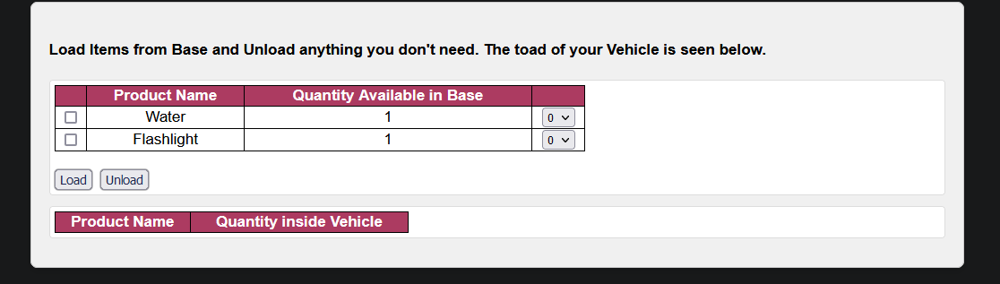 Load Items from Base and Unload anything you don't need. The toad of your Vehicle is seen below.
Product Name Quantity Available in Base
Water 1 0
Flashlight 1 0
Load Unload
Product Name Quantity inside Vehicle